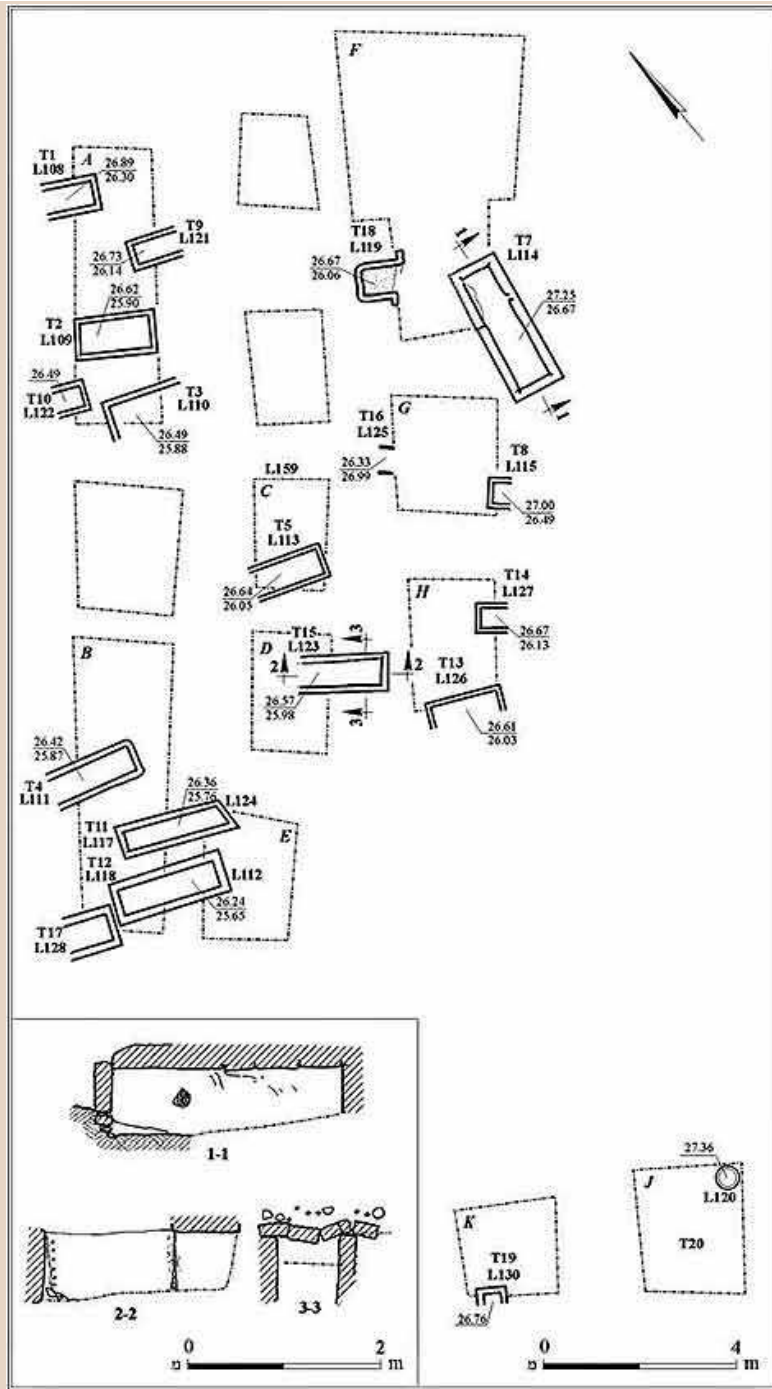 F
A
T1
L108
26.89
26.30
T9
L121
26.73
26.14
T18
L119
26.67
26.06
1
T7
L114
27.25
26.67
1
T2
L109
26.62
25.90
26.49
T10
L122
T3
L110
26.49
25.88
G
T16
L125
26.33
26.99
T8
L115
27.00
26.49
L159
C
T5
L113
26.64
26.05
H
T14
L127
26.67
26.13
B
D
T15
L123
3
2
2
26.57
25.98
3
T13
L126
26.61
26.03
26.42
25.87
T4
L111
26.36
25.76
L124
T11
L117
E
T12
L118
L112
26.24
25.65
T17
L128
1-1
2-2
3-3
0 2
מ m
27.36
J
L120
K
T20
T19
L130
26.76
0 4
מ m